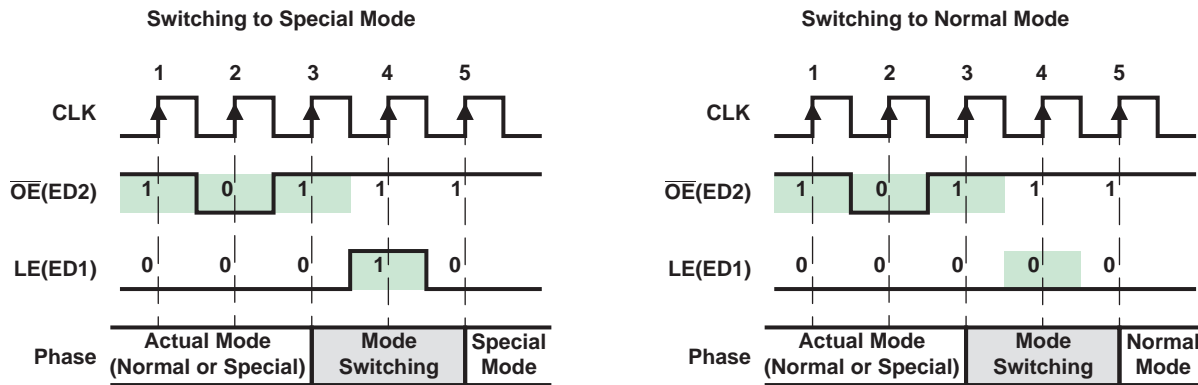 Switching to Special Mode
1 2 3 4 5
CLK
OE(ED2) 1 0 1 1 1
LE(ED1) 0 0 0 1 0
Phase
Actual Mode
(Normal or Special)
Mode
Switching
Special
Mode
Switching to Normal Mode
1 2 3 4 5
CLK
OE(ED2) 1 0 1 1 1
LE(ED1) 0 0 0 0 0
Phase
Actual Mode
(Normal or Special)
Mode
Switching
Normal
Mode